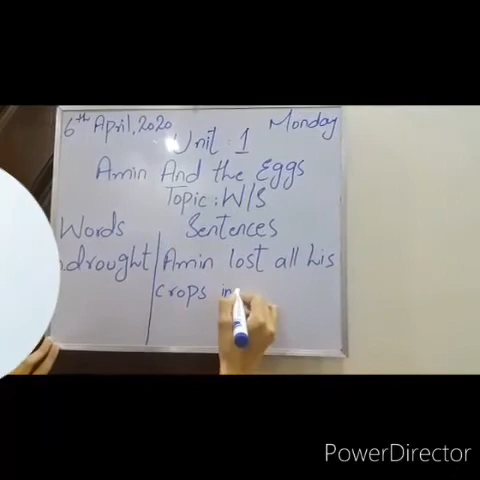 6th April, 2020 Monday
Unit : 1
Amin And the Eggs
Topic : W/S
Words Sentences
.drought Amin lost all his
crops in
PowerDirector